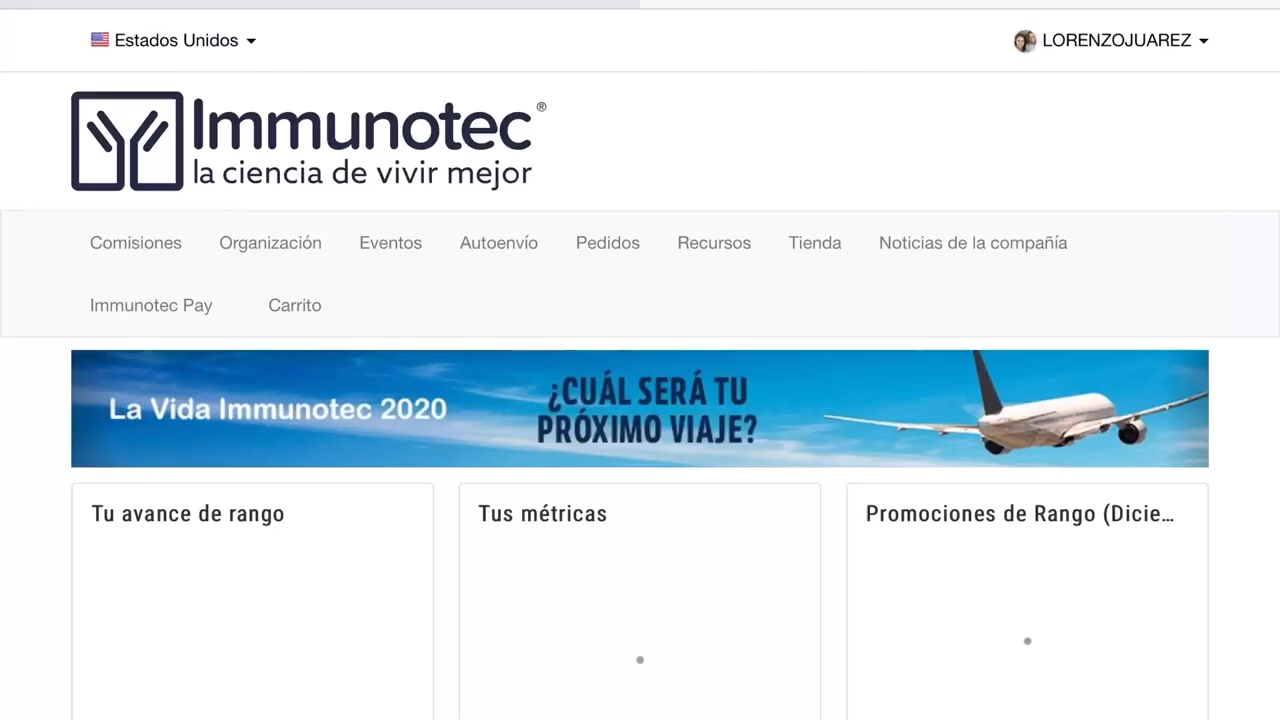 Estados Unidos
LORENZOJUAREZ
Immunotec®
la ciencia de vivir mejor
Comisiones Organización Eventos Autoenvío Pedidos Recursos Tienda Noticias de la compañía
Immunotec Pay Carrito
La Vida Immunotec 2020
¿CUÁL SERÁ TU
PRÓXIMO VIAJE?
Tu avance de rango
Tus métricas
Promociones de Rango (Dicie...